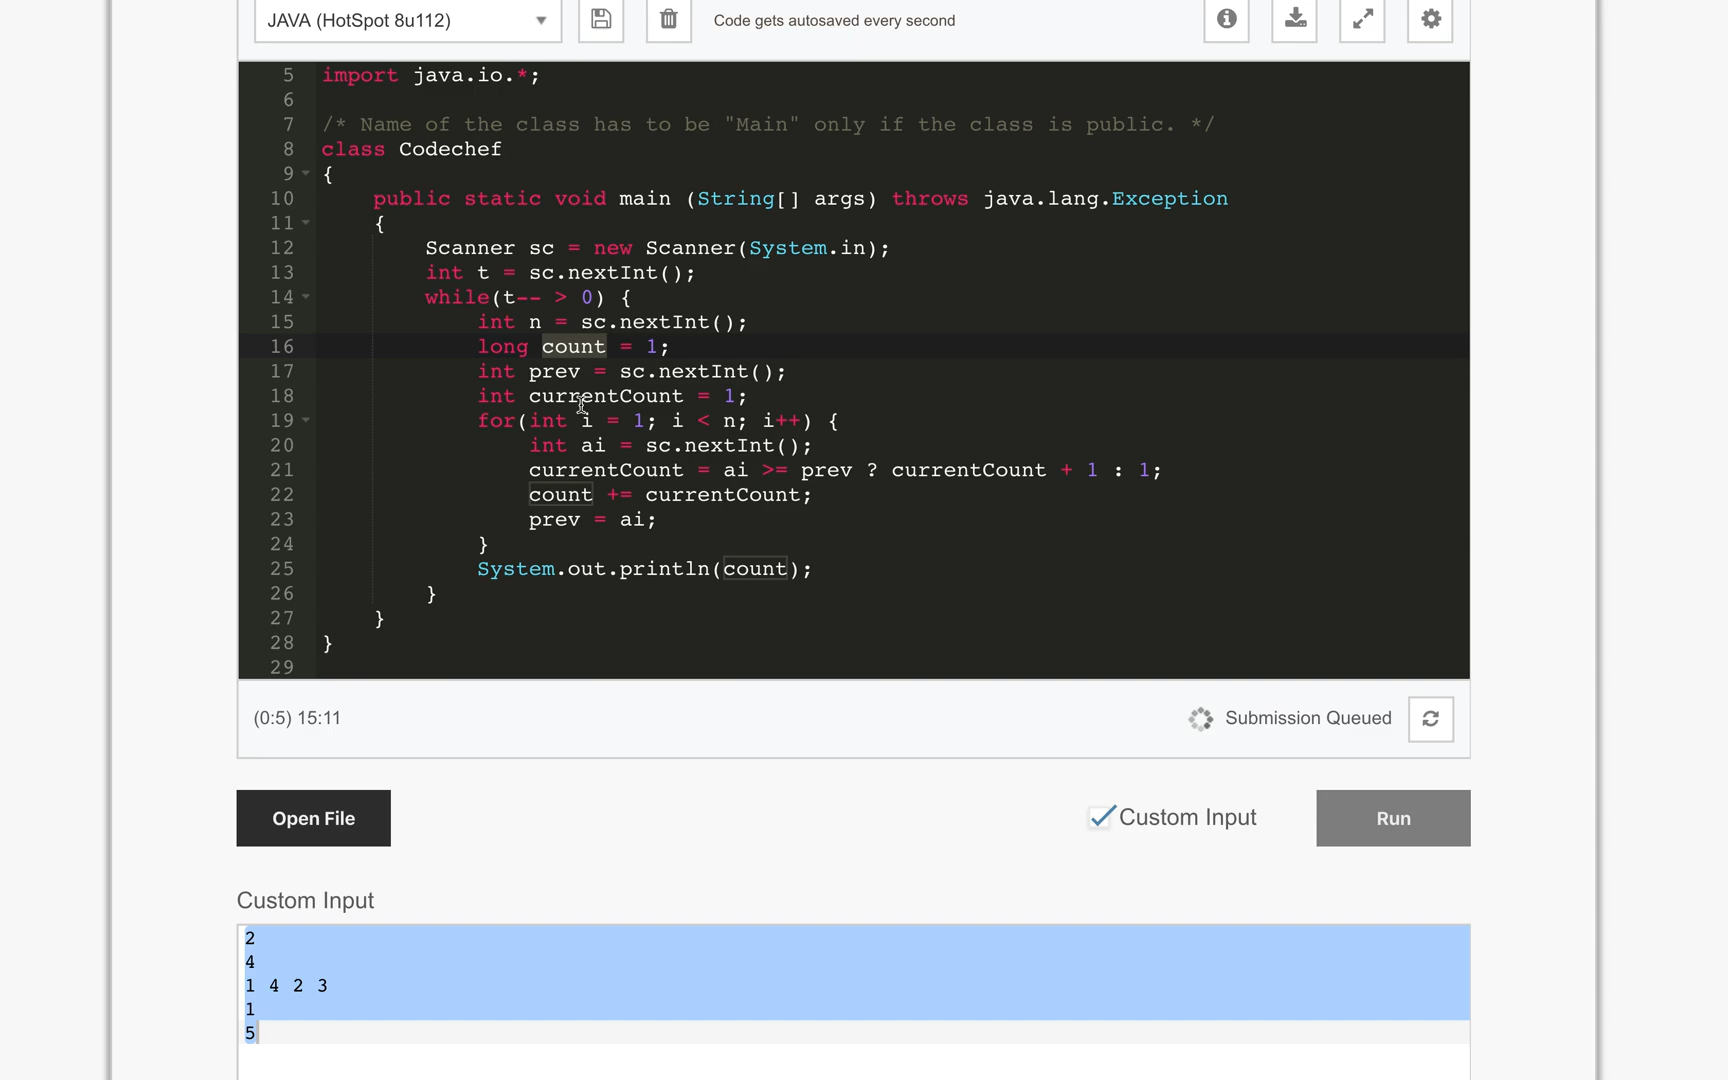 JAVA (HotSpot 8u112)
Code gets autosaved every second
5 import java.io.*;
6
7 /* Name of the class has to be "Main" only if the class is public. */
8 class Codechef
9 {
10 public static void main (String[] args) throws java.lang.Exception
11 {
12 Scanner sc = new Scanner(System.in);
13 int t = sc.nextInt();
14 while(t-- > 0) {
15 int n = sc.nextInt();
16 long count = 1;
17 int prev = sc.nextInt();
18 int currentCount = 1;
19 for(int i = 1; i < n; i++) {
20 int ai = sc.nextInt();
21 currentCount = ai >= prev ? currentCount + 1 : 1;
22 count += currentCount;
23 prev = ai;
24 }
25 System.out.println(count);
26 }
27 }
28 }
29
(0:5) 15:11
Submission Queued
Open File
Custom Input
Run
Custom Input
2
4
1 4 2 3
1
5